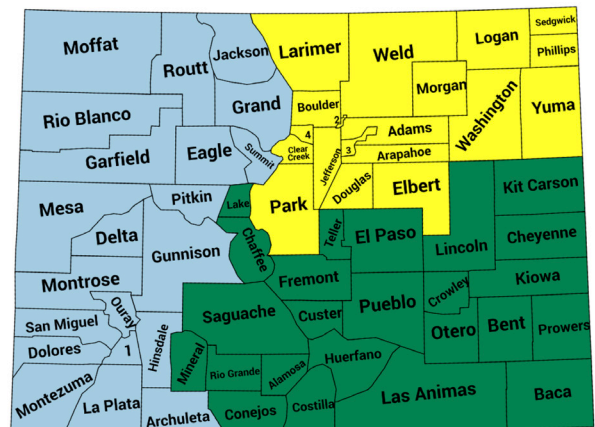 Moffat
Routt
Jackson
Larimer
Weld
Logan
Sedgwick
Phillips
Morgan
Rio Blanco
Grand
Boulder
2
Washington
Yuma
Garfield
Eagle
Summit
4
Clear
Creek
Jefferson
3
Adams
Arapahoe
Mesa
Pitkin
Lake
Park
Douglas
Elbert
Kit Carson
Delta
Gunnison
Chaffee
Teller
El Paso
Lincoln
Cheyenne
Montrose
Ouray
Fremont
Pueblo
Crowley
Kiowa
San Miguel
Hinsdale
Saguache
Custer
Otero
Bent
Prowers
Dolores
1
Mineral
Rio Grande
Alamosa
Huerfano
Montezuma
La Plata
Archuleta
Conejos
Costilla
Las Animas
Baca